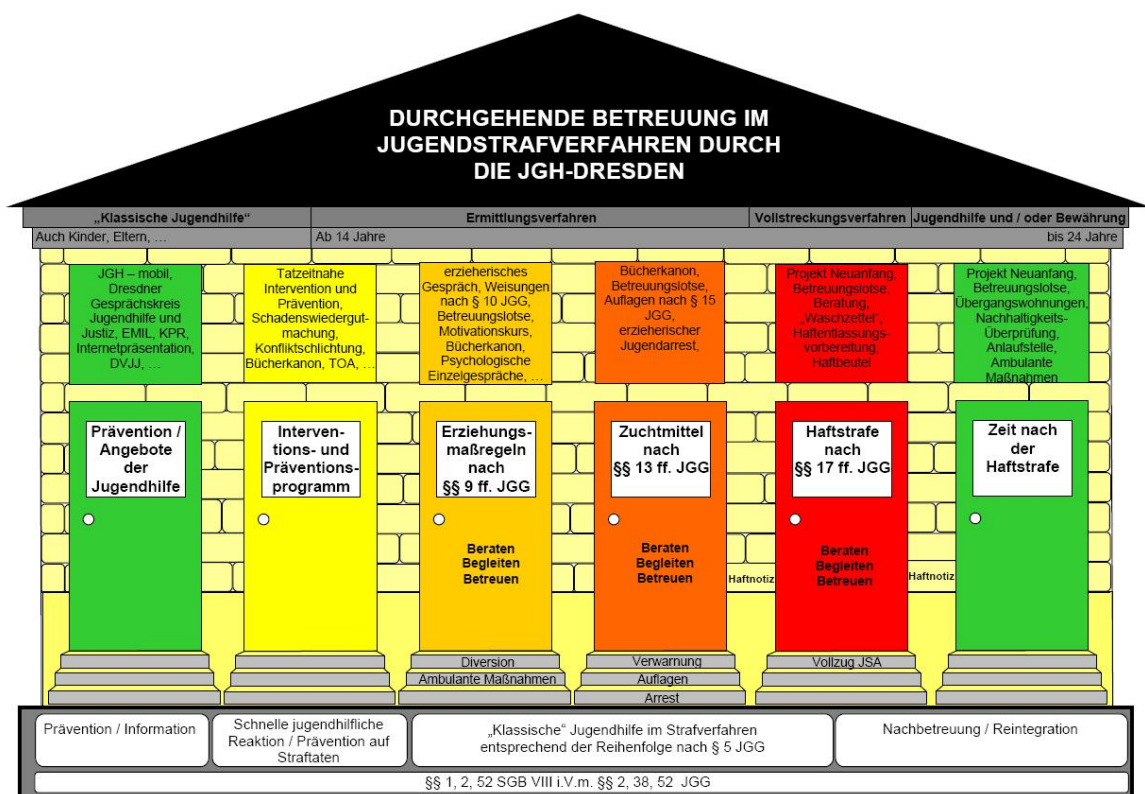 DURCHGEHENDE BETREUUNG IM
JUGENDSTRAFVERFAHREN DURCH
DIE JGH-DRESDEN
„Klassische Jugendhilfe“
Ermittlungsverfahren
Vollstreckungsverfahren
Jugendhilfe und / oder Bewährung
Auch Kinder, Eltern, …
Ab 14 Jahre
bis 24 Jahre
JGH – mobil,
Dresdner
Gesprächskreis
Jugendhilfe und
Justiz, EMIL, KPR,
Internetpräsentation,
DVJJ, …
Tatzeitnahe
Intervention und
Prävention,
Schadenswiedergut-
machung,
Konfliktschlichtung,
Bücherkanon, TOA, …
erzieherisches
Gespräch, Weisungen
nach § 10 JGG,
Betreuungslotse,
Motivationskurs,
Bücherkanon,
Psychologische
Einzelgespräche, …
Bücherkanon,
Betreuungslotse,
Auflagen nach § 15
JGG,
erzieherischer
Jugendarrest,
Projekt Neuanfang,
Betreuungslotse,
Beratung,
„Waschzettel“,
Haftentlassungs-
vorbereitung,
Haftbeutel
Projekt Neuanfang,
Betreuungslotse,
Übergangswohnungen,
Nachhaltigkeits-
Überprüfung,
Anlaufstelle,
Ambulante
Maßnahmen
Prävention /
Angebote
der
Jugendhilfe
Interven-
tions- und
Präventions-
programm
Erziehungs-
maßregeln
nach
§§ 9 ff. JGG
Zuchtmittel
nach
§§ 13 ff. JGG
Haftstrafe
nach
§§ 17 ff. JGG
Zeit nach
der
Haftstrafe
Beraten
Begleiten
Betreuen
Beraten
Begleiten
Betreuen
Haftnotiz
Beraten
Begleiten
Betreuen
Haftnotiz
Diversion
Ambulante Maßnahmen
Verwarnung
Auflagen
Arrest
Vollzug JSA
Prävention / Information
Schnelle jugendhilfliche
Reaktion / Prävention auf
Straftaten
„Klassische“ Jugendhilfe im Strafverfahren
entsprechend der Reihenfolge nach § 5 JGG
Nachbetreuung / Reintegration
§§ 1, 2, 52 SGB VIII i.V.m. §§ 2, 38, 52 JGG